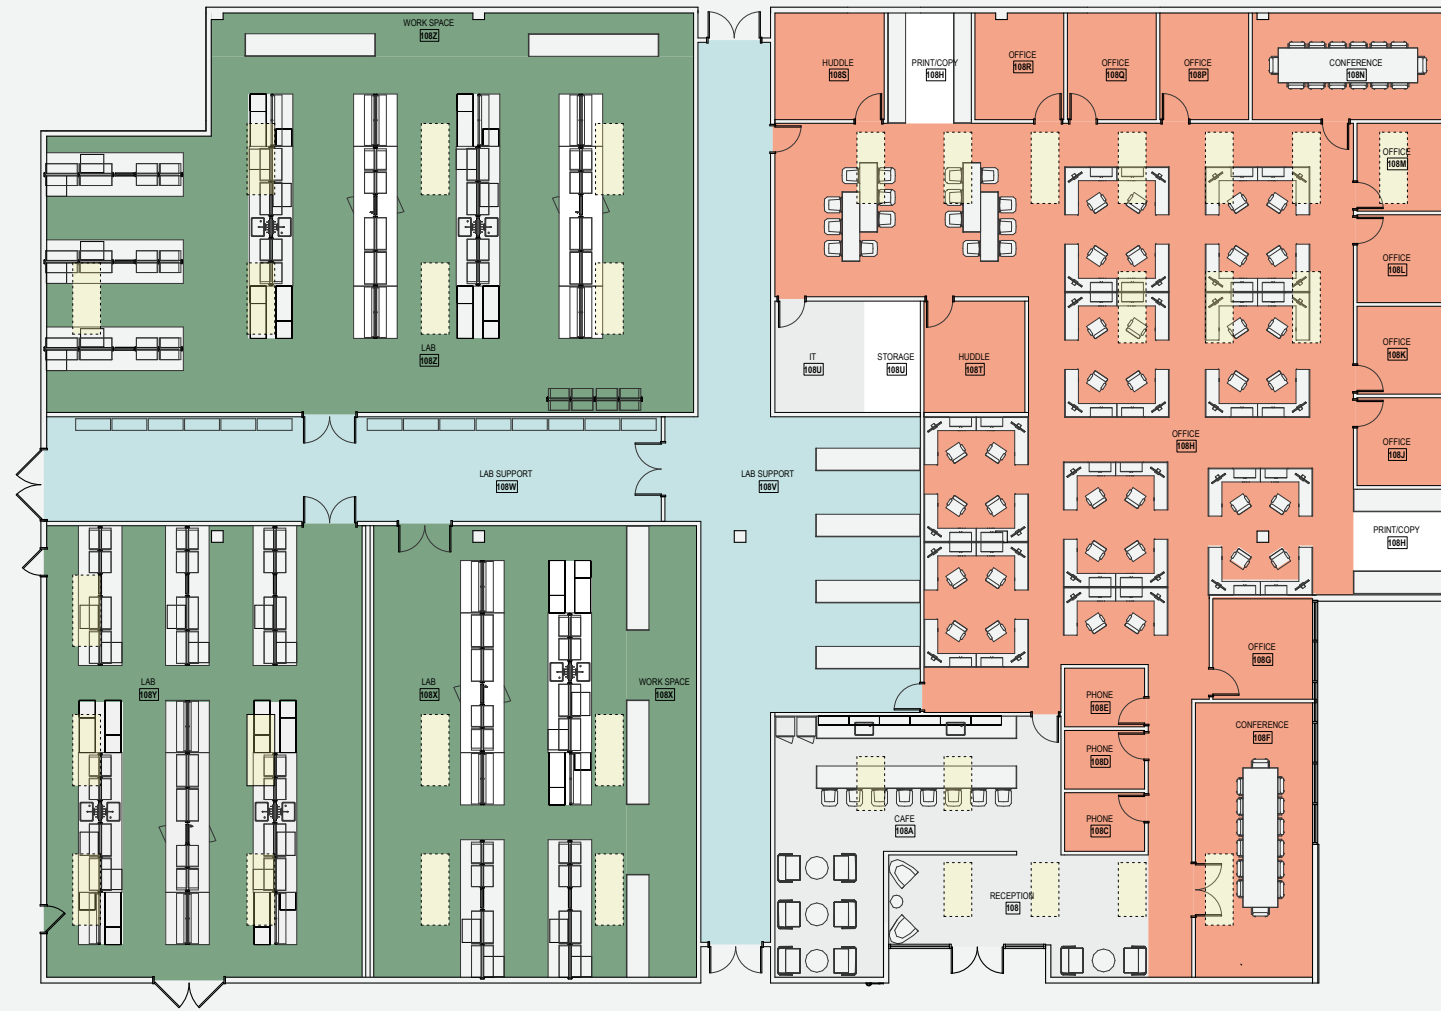 WORK SPACE
108Z
HUDDLE
108S
PRINT/COPY
108H
OFFICE
108R
OFFICE
108Q
OFFICE
108P
CONFERENCE
108N
OFFICE
108M
OFFICE
108L
LAB
108Z
IT
108U
STORAGE
108U
HUDDLE
108T
OFFICE
108K
OFFICE
108H
OFFICE
108J
LAB SUPPORT
108W
LAB SUPPORT
108V
PRINT/COPY
108H
OFFICE
108G
LAB
108Y
LAB
108X
WORK SPACE
108X
PHONE
108E
CONFERENCE
108F
PHONE
108D
CAFE
108A
PHONE
108C
RECEPTION
108